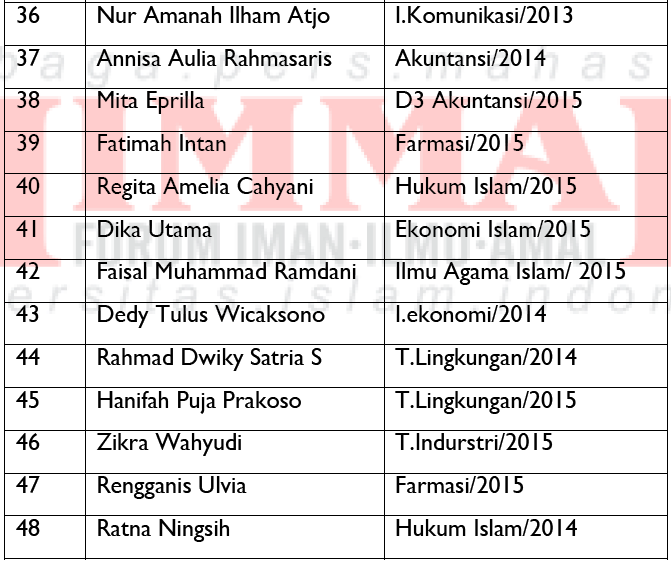 36 Nur Amanah Ilham Atjo I.Komunikasi/2013
37 Annisa Aulia Rahmasaris Akuntansi/2014
38 Mita Eprilla D3 Akuntansi/2015
39 Fatimah Intan Farmasi/2015
40 Regita Amelia Cahyani Hukum Islam/2015
41 Dika Utama Ekonomi Islam/2015
42 Faisal Muhammad Ramdani Ilmu Agama Islam/ 2015
43 Dedy Tulus Wicaksono I.ekonomi/2014
44 Rahmad Dwiky Satria S T.Lingkungan/2014
45 Hanifah Puja Prakoso T.Lingkungan/2015
46 Zikra Wahyudi T.Indurstri/2015
47 Rengganis Ulvia Farmasi/2015
48 Ratna Ningsih Hukum Islam/2014
HIMMAH
FORUM IMAN·ILMU·AMAL